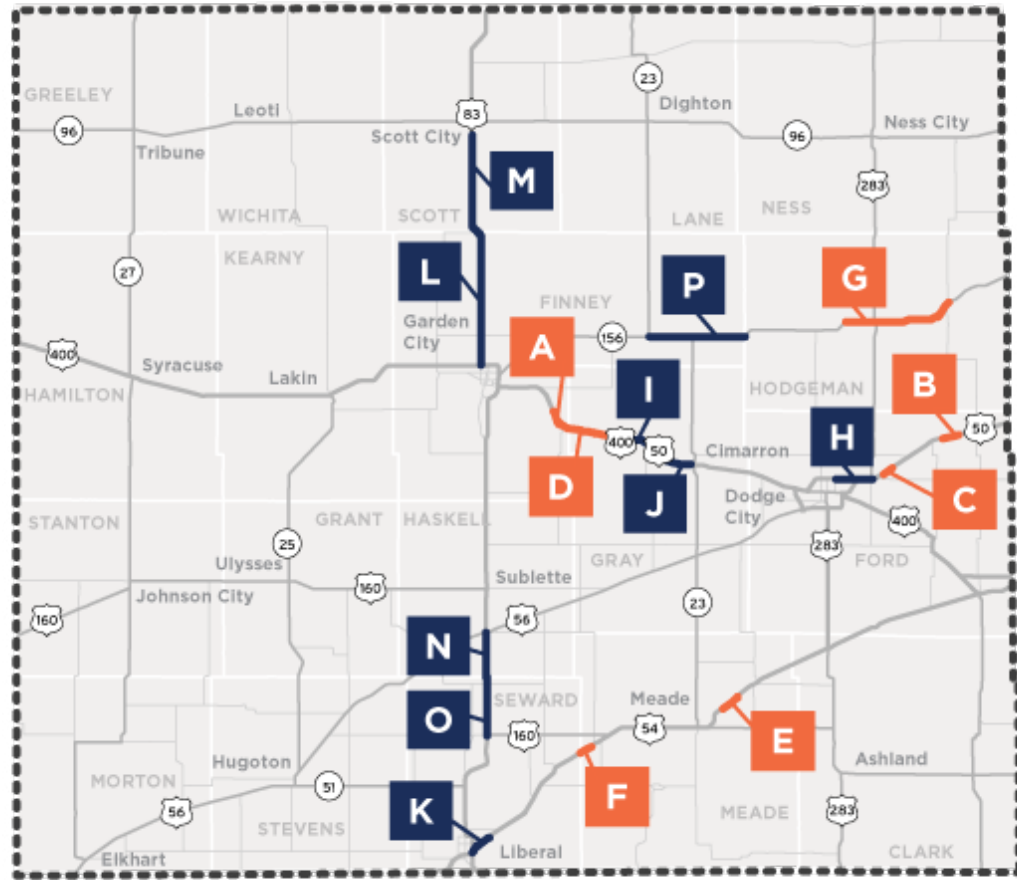 GREELEY
Leoti
83
23
Dighton
96
Scott City
96
Ness City
Tribune
M
283
WICHITA
SCOTT
LANE
NESS
27
KEARNY
L
P
G
FINNEY
Garden
City
156
A
400
Syracuse
Lakin
I
HODGEMAN
B
HAMILTON
50
400
50
Cimarron
H
D
J
Dodge
City
C
STANTON
GRANT
HASKELL
400
25
283
GRAY
FORD
Ulysses
160
Sublette
Johnson City
23
160
56
N
SEWARD
Meade
O
160
54
E
Hugoton
Ashland
MORTON
51
F
56
K
MEADE
283
STEVENS
Liberal
CLARK
Elkhart